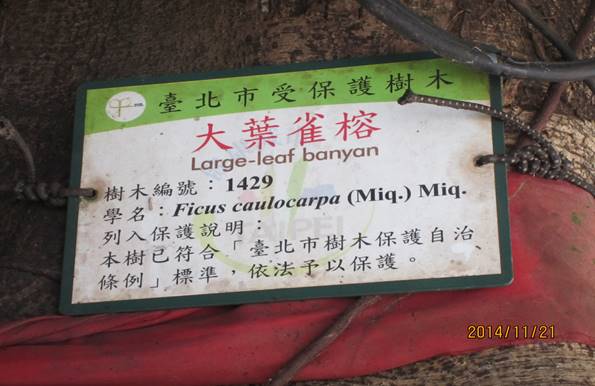 臺北市受保護樹木
大葉雀榕
Large-leaf banyan
樹木編號：1429
學名：Ficus caulocarpa (Miq.) Miq.
列入保護說明：
本樹已符合「臺北市樹木保護自治
條例」標準，依法予以保護。
TAIPEI
2014/11/21